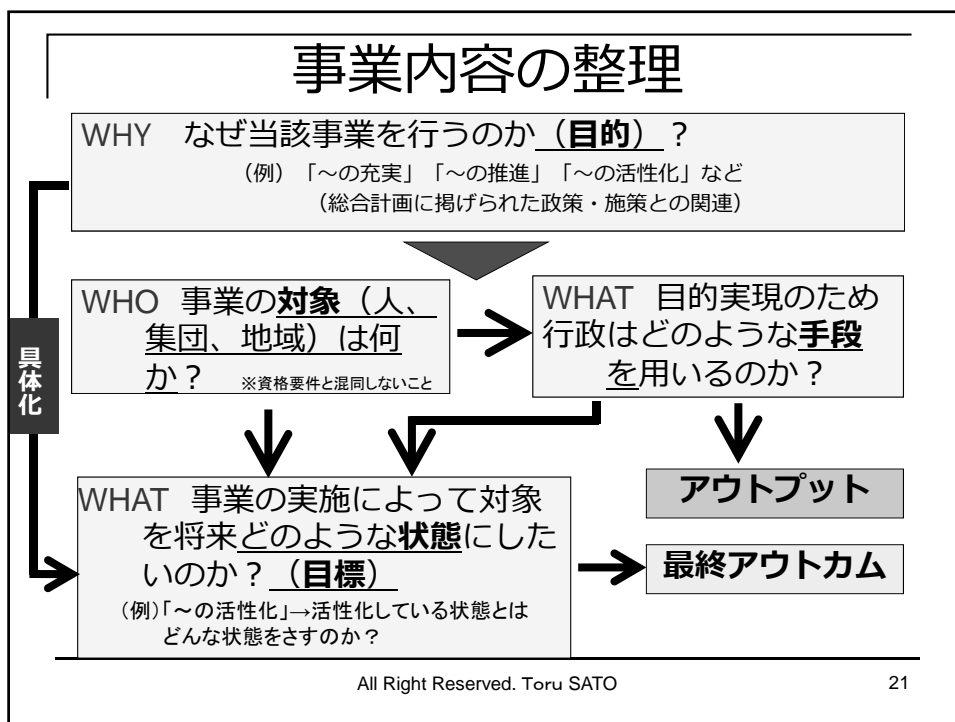 事業内容の整理
WHY なぜ当該事業を行うのか（目的）？
（例）「～の充実」「～の推進」「～の活性化」など
（総合計画に掲げられた政策・施策との関連）
WHO 事業の対象（人、
集団、地域）は何
か？ ※資格要件と混同しないこと
WHAT 目的実現のため
行政はどのような手段
を用いるのか？
具体化
WHAT 事業の実施によって対象
を将来どのような状態にした
いのか？（目標）
（例）「～の活性化」→活性化している状態とは
どんな状態をさすのか？
アウトプット
最終アウトカム
All Right Reserved. Toru SATO
21